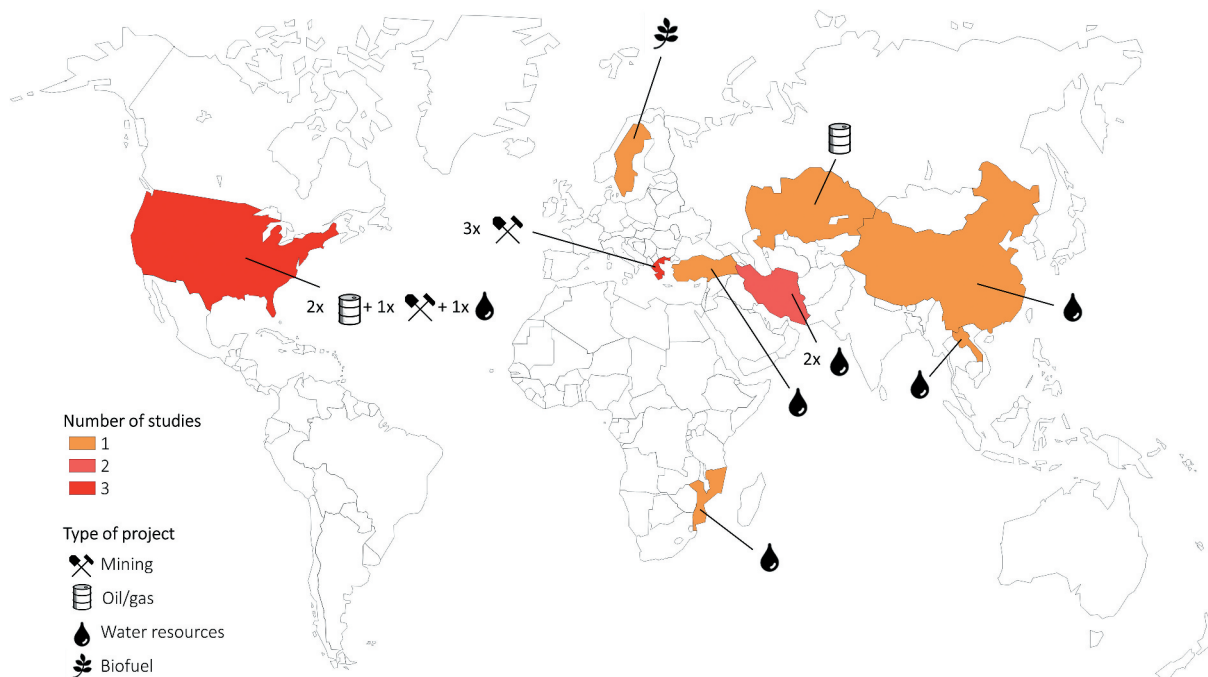 3x
2x + 1x + 1x
2x
Number of studies
1
2
3
Type of project
Mining
Oil/gas
Water resources
Biofuel